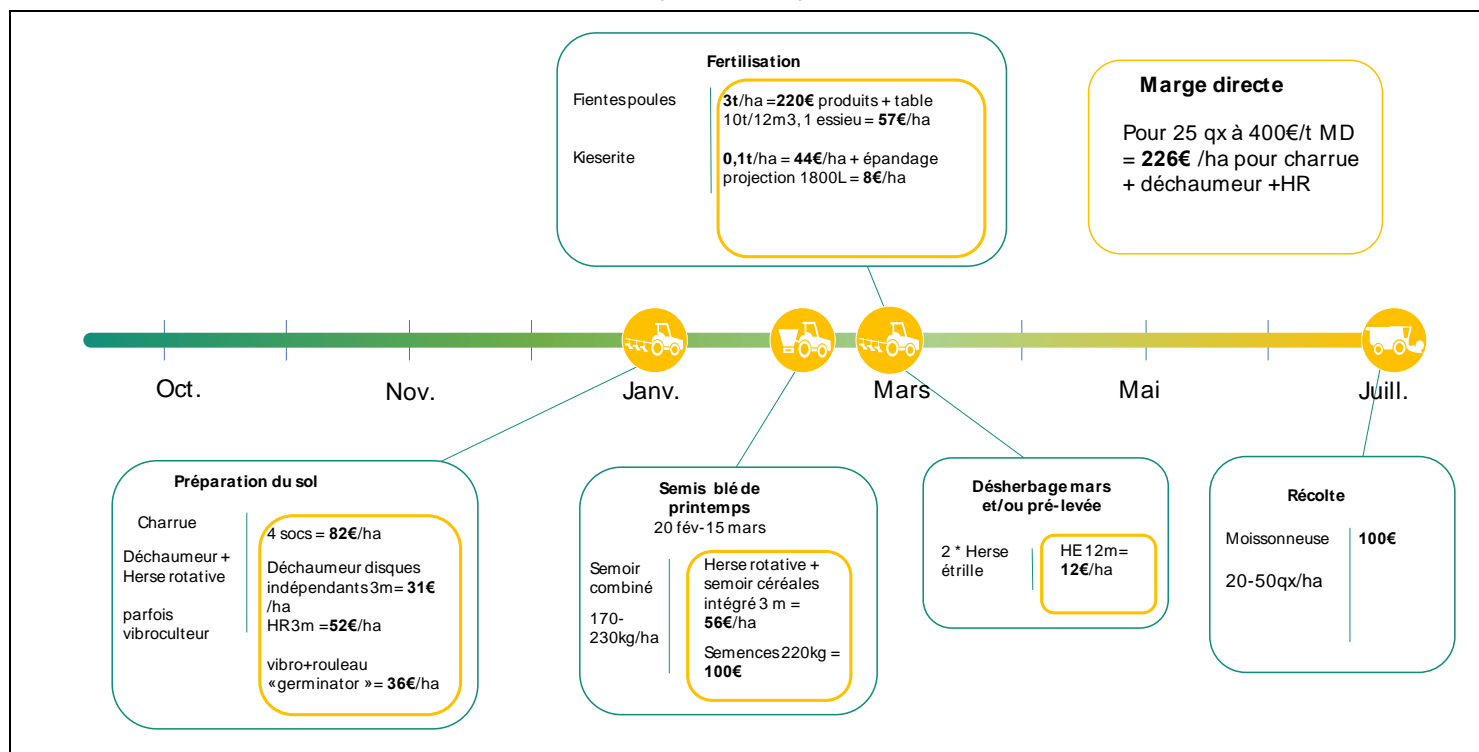 Fertilisation
Fientes poules
3t/ha = 220€ produits + table
10t/12m3, 1 essieu = 57€/ha
Kieserite
0,1t/ha = 44€/ha + épandage
projection 1800L = 8€/ha
Marge directe
Pour 25 qx à 400€/t MD
= 226€ /ha pour charrue
+ déchaumeur +HR
Oct.
Nov.
Janv.
Mars
Mai
Juill.
Préparation du sol
Charrue
Déchaumeur +
Herse rotative
parfois
vibroculteur
4 socs = 82€/ha
Déchaumeur disques
indépendants 3m= 31€
/ha
HR3m =52€/ha
vibro+rouleau
«germinator »= 36€/ha
Semis blé de
printemps
20 fév-15 mars
Semoir
combiné
170-
230kg/ha
Herse rotative +
semoir céréales
intégré 3 m =
56€/ha
Semences 220kg =
100€
Désherbage mars
et/ou pré-levée
2 * Herse
étrille
HE 12m=
12€/ha
Récolte
Moissonneuse
20-50qx/ha
100€